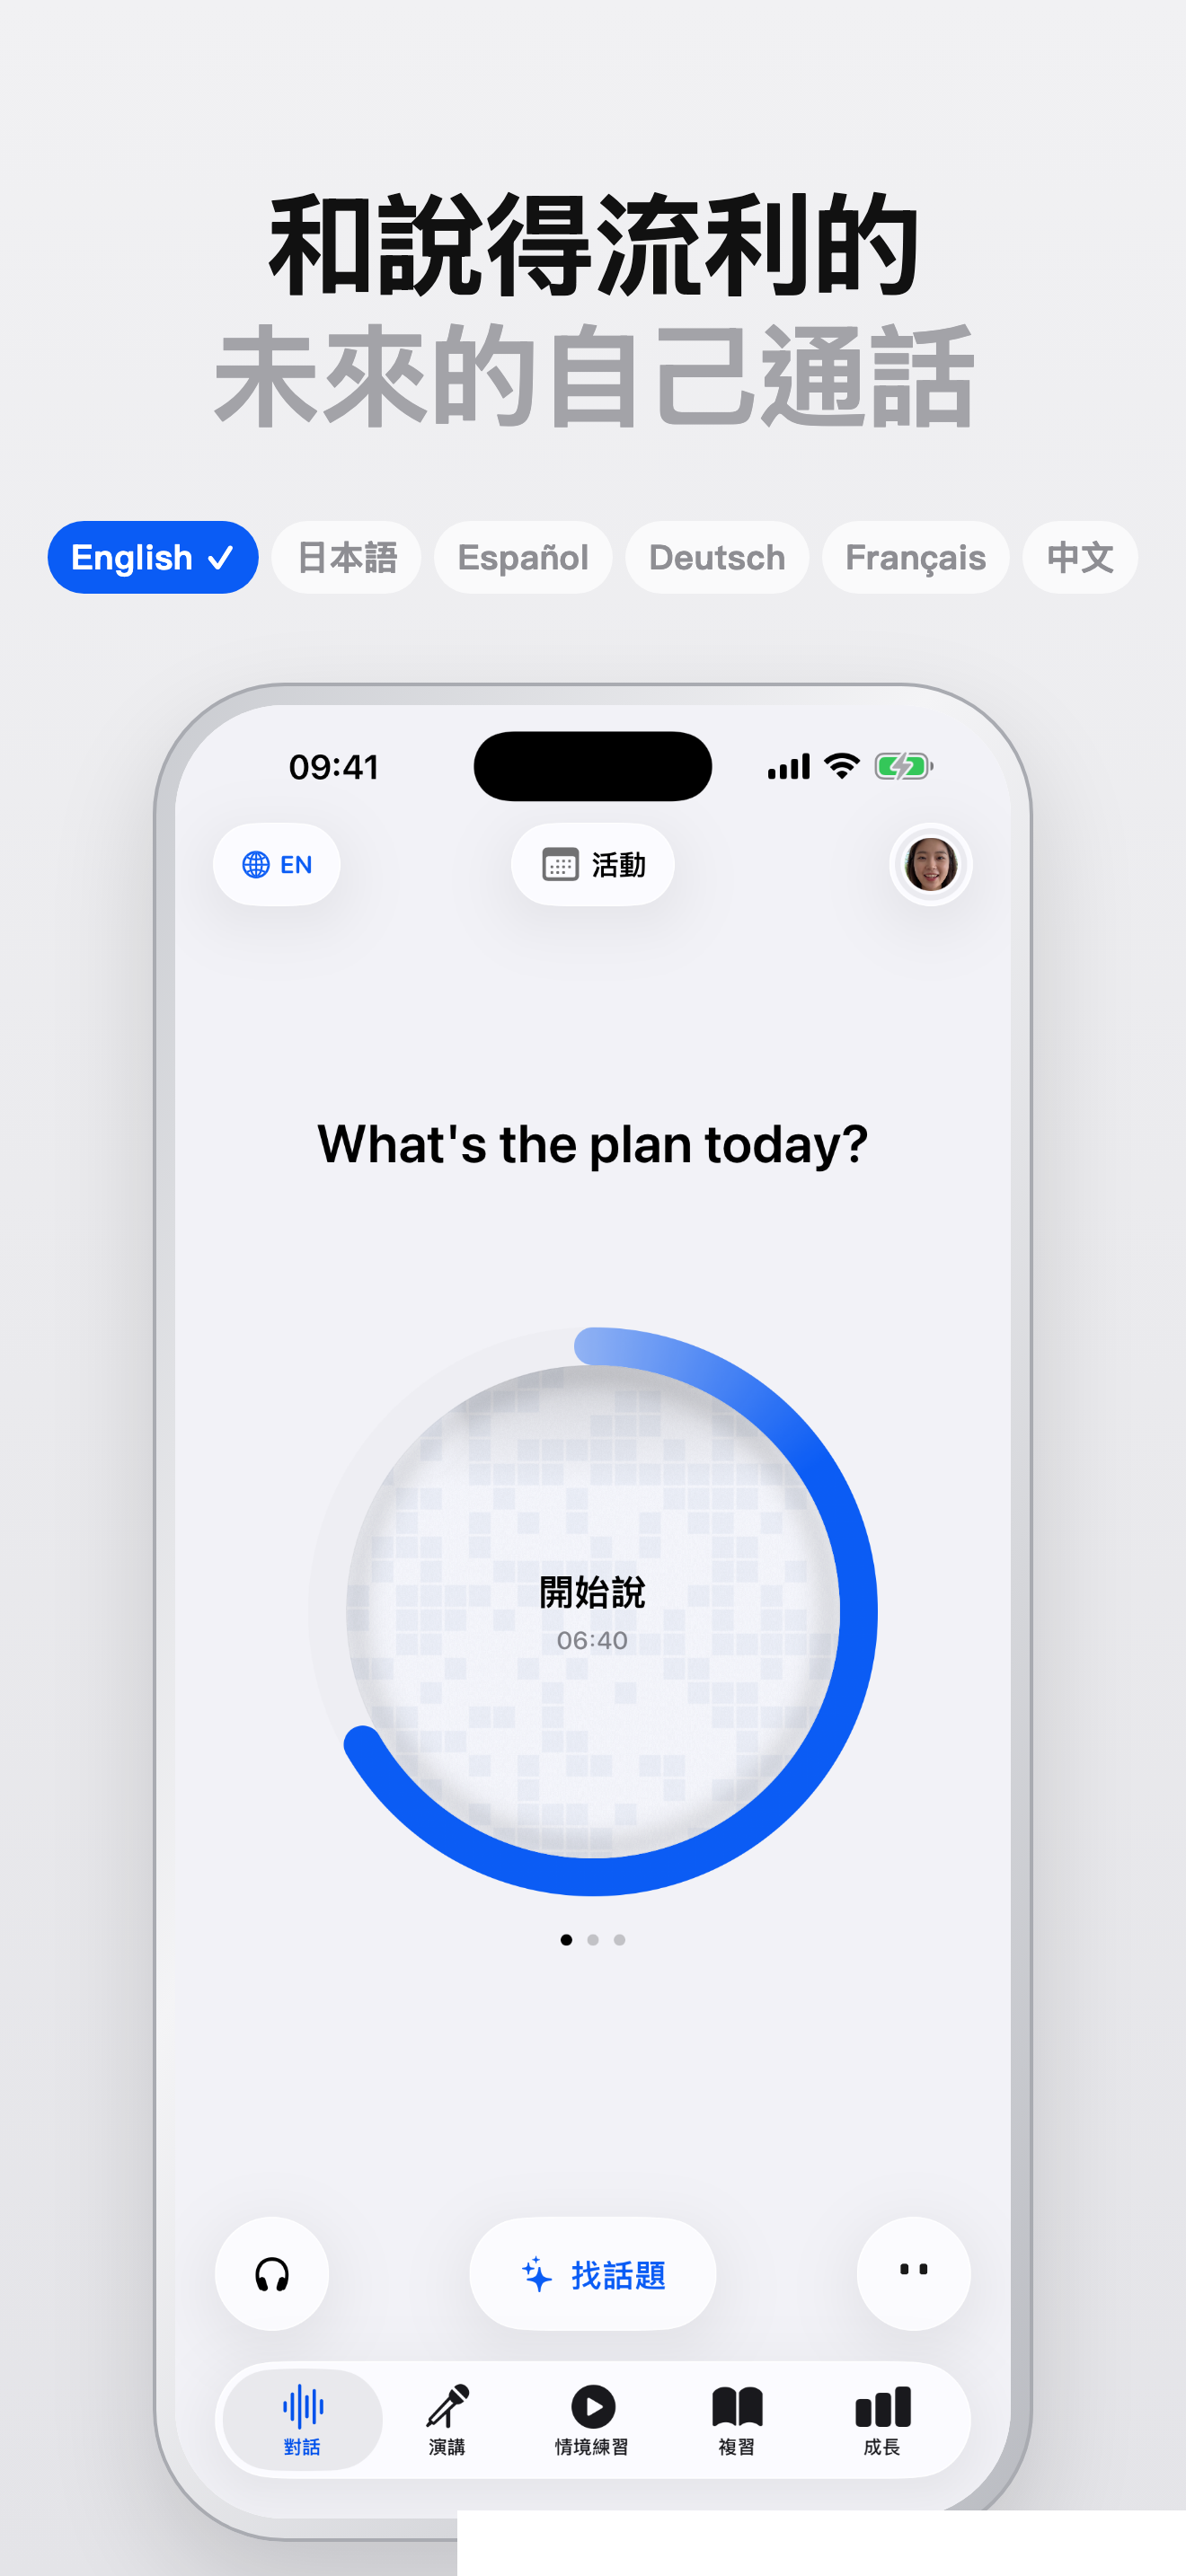 和說得流利的
未來的自己通話
English ✓ 日本語 Español Deutsch Français 中文
09:41
EN 活動
What's the plan today?
開始說
06:40
找話題
對話 演講 情境練習 複習 成長